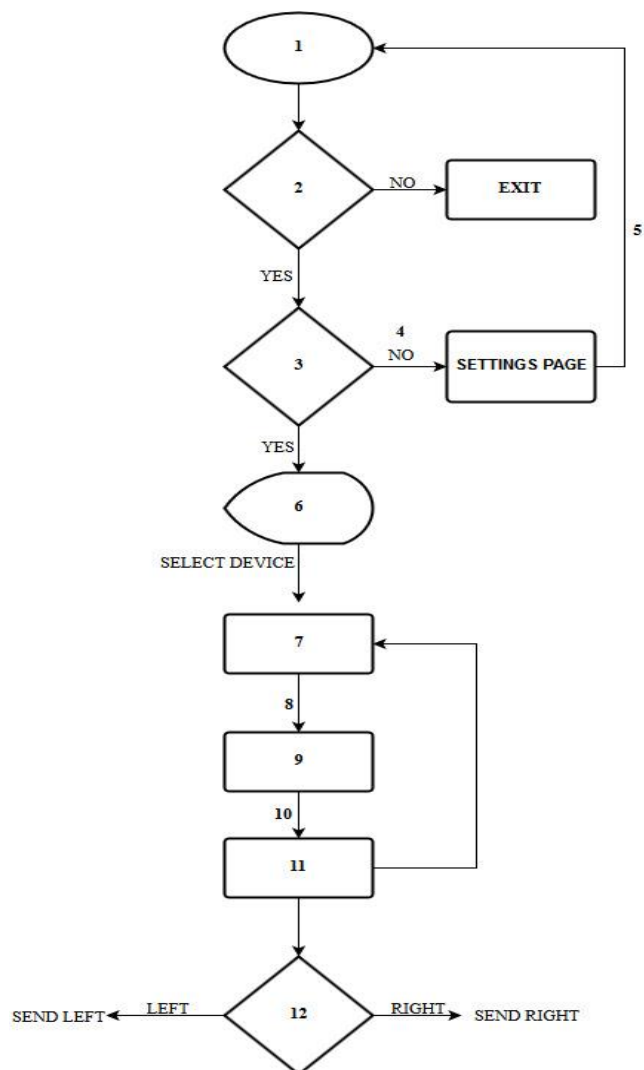 1
2
NO
EXIT
5
YES
4
3
NO
SETTINGS PAGE
YES
6
SELECT DEVICE
7
8
9
10
11
SEND LEFT
LEFT
12
RIGHT
SEND RIGHT